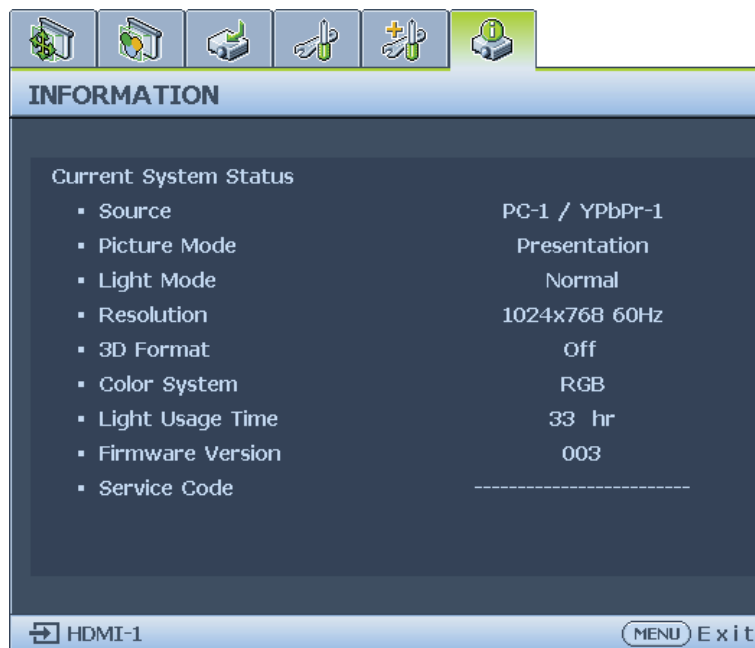 INFORMATION
Current System Status
▪ Source PC-1 / YPbPr-1
▪ Picture Mode Presentation
▪ Light Mode Normal
▪ Resolution 1024x768 60Hz
▪ 3D Format Off
▪ Color System RGB
▪ Light Usage Time 33 hr
▪ Firmware Version 003
▪ Service Code -------------------------
HDMI-1 MENU Exit